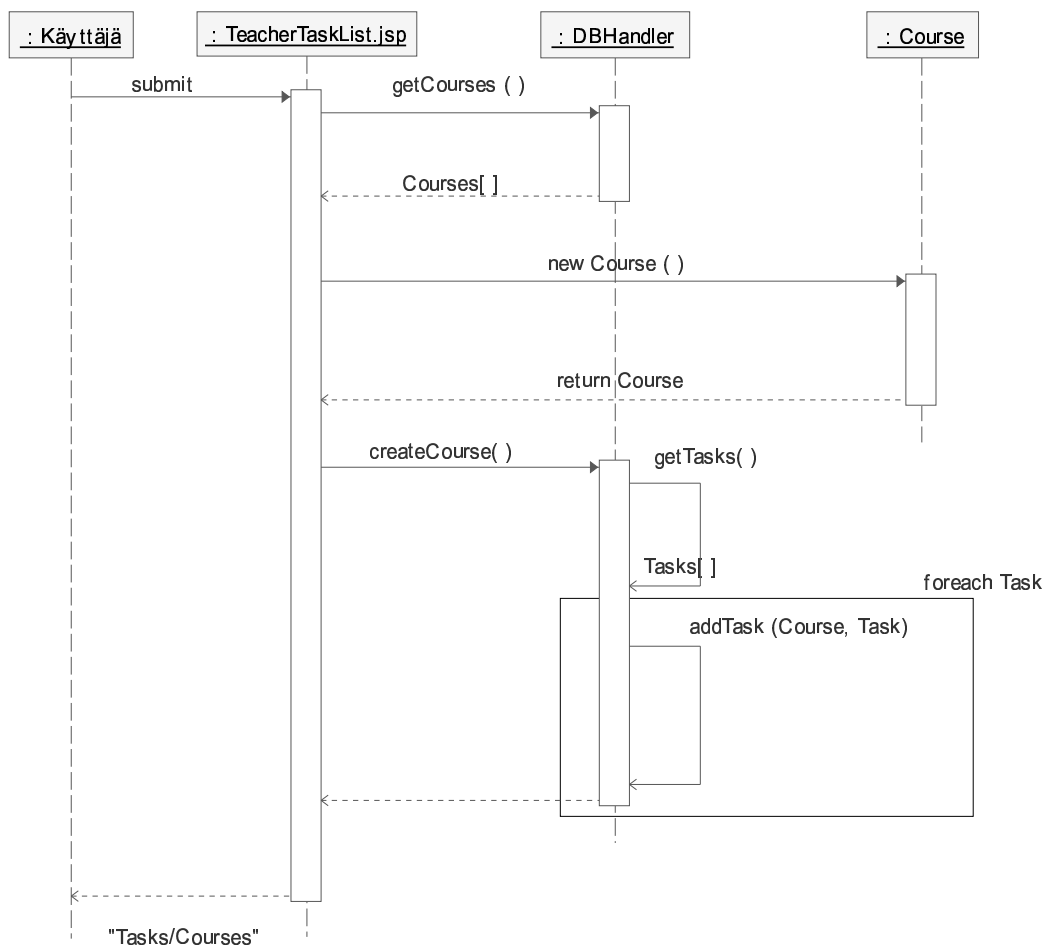 : Käyttäjä
: TeacherTaskList.jsp
: DBHandler
: Course
submit
getCourses ( )
Courses[ ]
new Course ( )
return Course
createCourse( )
getTasks( )
Tasks[ ]
foreach Task
addTask (Course, Task)
"Tasks/Courses"